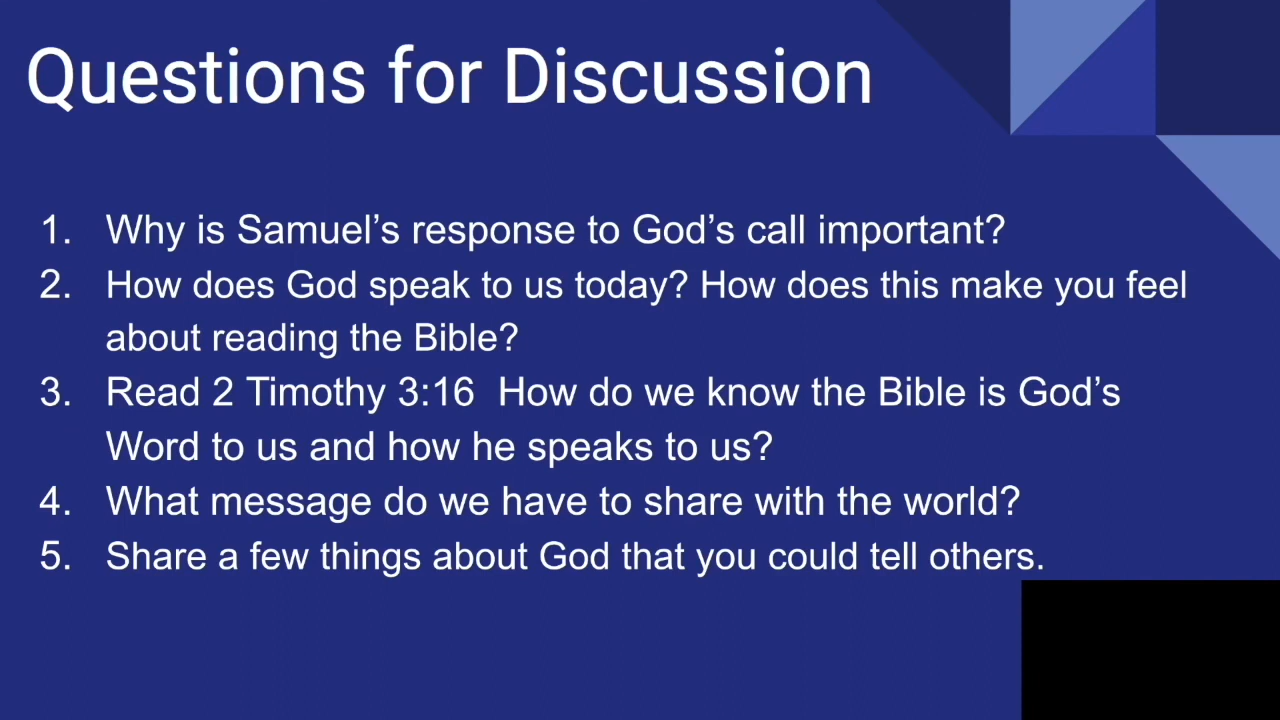 Questions for Discussion
1. Why is Samuel’s response to God’s call important?
2. How does God speak to us today? How does this make you feel
about reading the Bible?
3. Read 2 Timothy 3:16  How do we know the Bible is God’s
Word to us and how he speaks to us?
4. What message do we have to share with the world?
5. Share a few things about God that you could tell others.